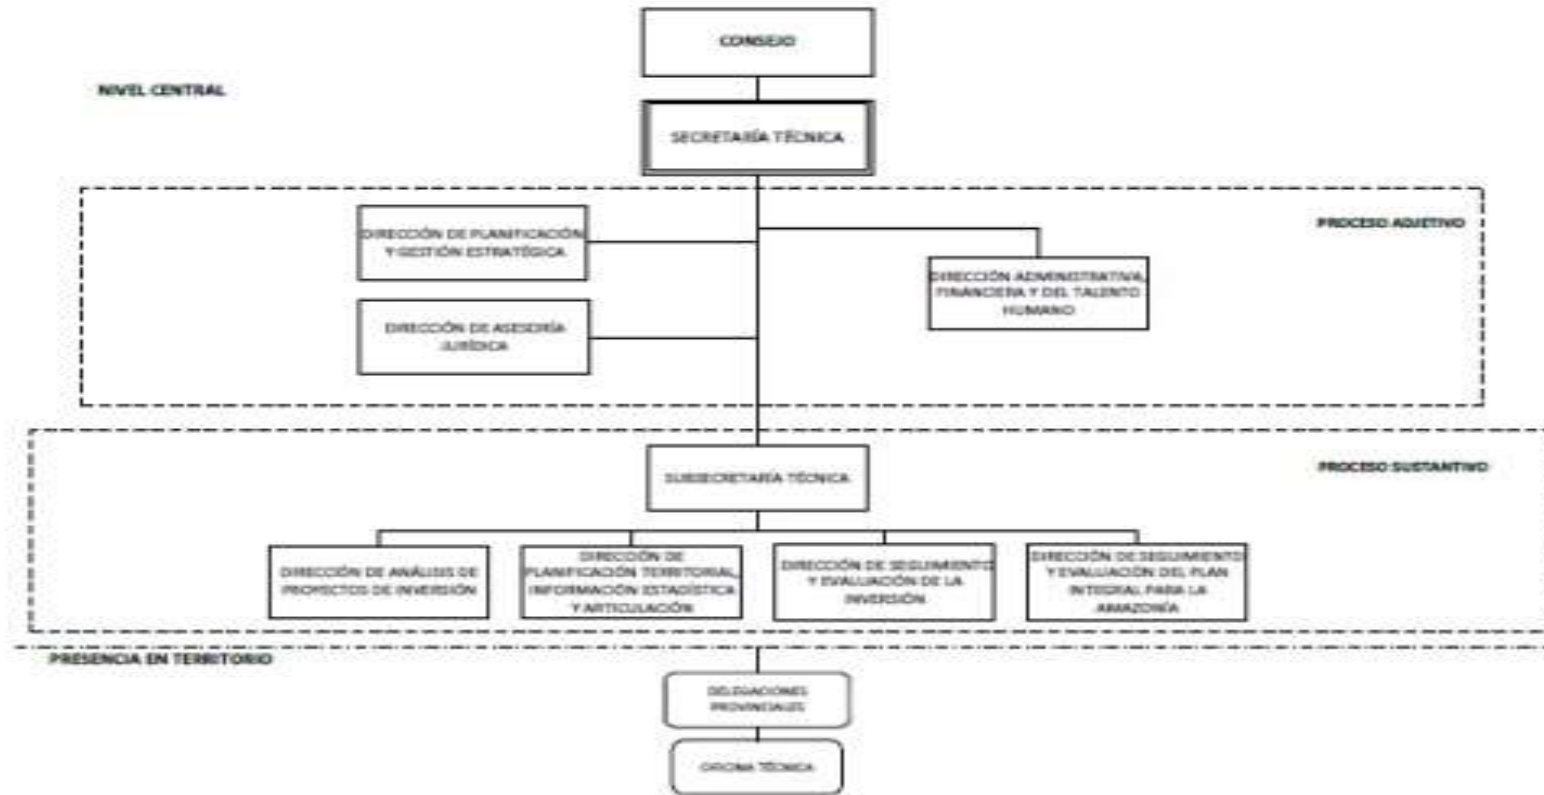 CONSEJO
NIVEL CENTRAL
SECRETARÍA TÉCNICA
PROCESO ADJETIVO
DIRECCIÓN DE PLANIFICACIÓN
Y GESTIÓN ESTRATÉGICA
DIRECCIÓN ADMINISTRATIVA,
FINANCIERA Y DEL TALENTO
HUMANO
DIRECCIÓN DE ASESORÍA
JURÍDICA
PROCESO SUSTANTIVO
SUBSECRETARÍA TÉCNICA
DIRECCIÓN DE ANÁLISIS DE
PROYECTOS DE INVERSIÓN
DIRECCIÓN DE
PLANIFICACIÓN TERRITORIAL,
INFORMACIÓN ESTADÍSTICA
Y ARTICULACIÓN
DIRECCIÓN DE SEGUIMIENTO
Y EVALUACIÓN DE LA
INVERSIÓN
DIRECCIÓN DE SEGUIMIENTO
Y EVALUACIÓN DEL PLAN
INTEGRAL PARA LA
AMAZONÍA
PRESENCIA EN TERRITORIO
DELEGACIONES
PROVINCIALES
OFICINA TÉCNICA